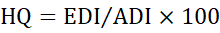 HQ = EDI/ADI × 100